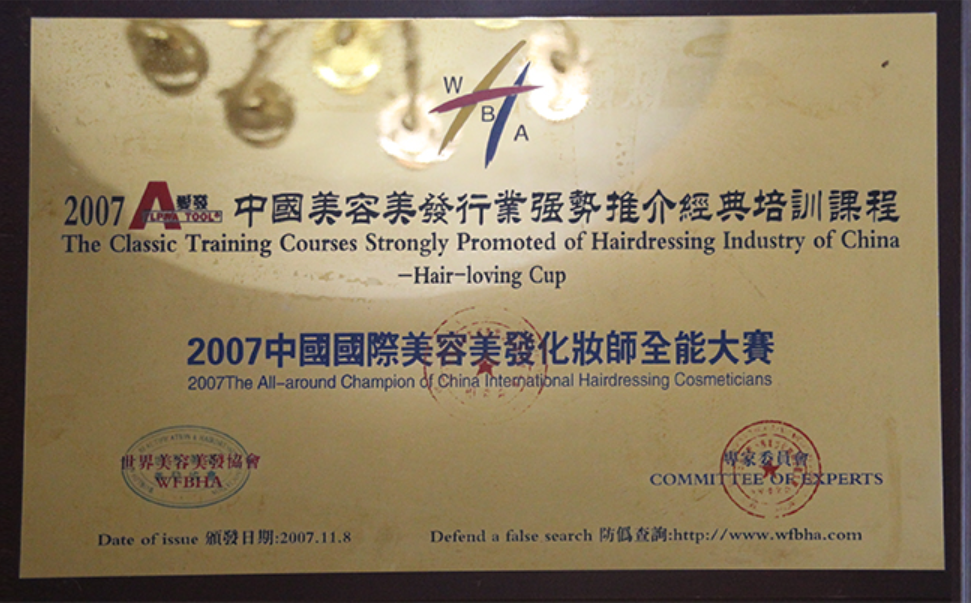 W
B
A
2007 A 愛發 中國美容美發行業强勢推介經典培訓課程
TOOL®
The Classic Training Courses Strongly Promoted of Hairdressing Industry of China
-Hair-loving Cup
2007中國國際美容美發化妝師全能大賽
2007The All-around Champion of China International Hairdressing Cosmeticians
世界美容美發協會
WFBHA
專家委員會
COMMITTEE OF EXPERTS
Date of issue 頒發日期:2007.11.8
Defend a false search 防僞查詢:http://www.wfbha.com